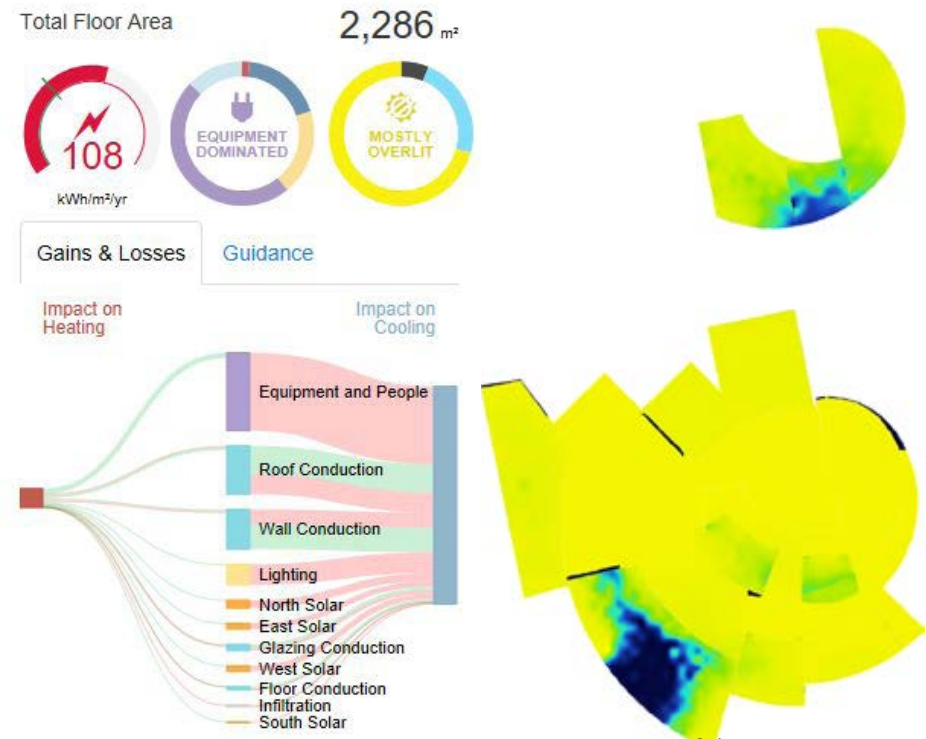 Total Floor Area
2,286 m²
108
kWh/m²/yr
EQUIPMENT
DOMINATED
MOSTLY
OVERLIT
Gains & Losses
Guidance
Impact on
Heating
Impact on
Cooling
Equipment and People
Roof Conduction
Wall Conduction
Lighting
North Solar
East Solar
Glazing Conduction
West Solar
Floor Conduction
Infiltration
South Solar